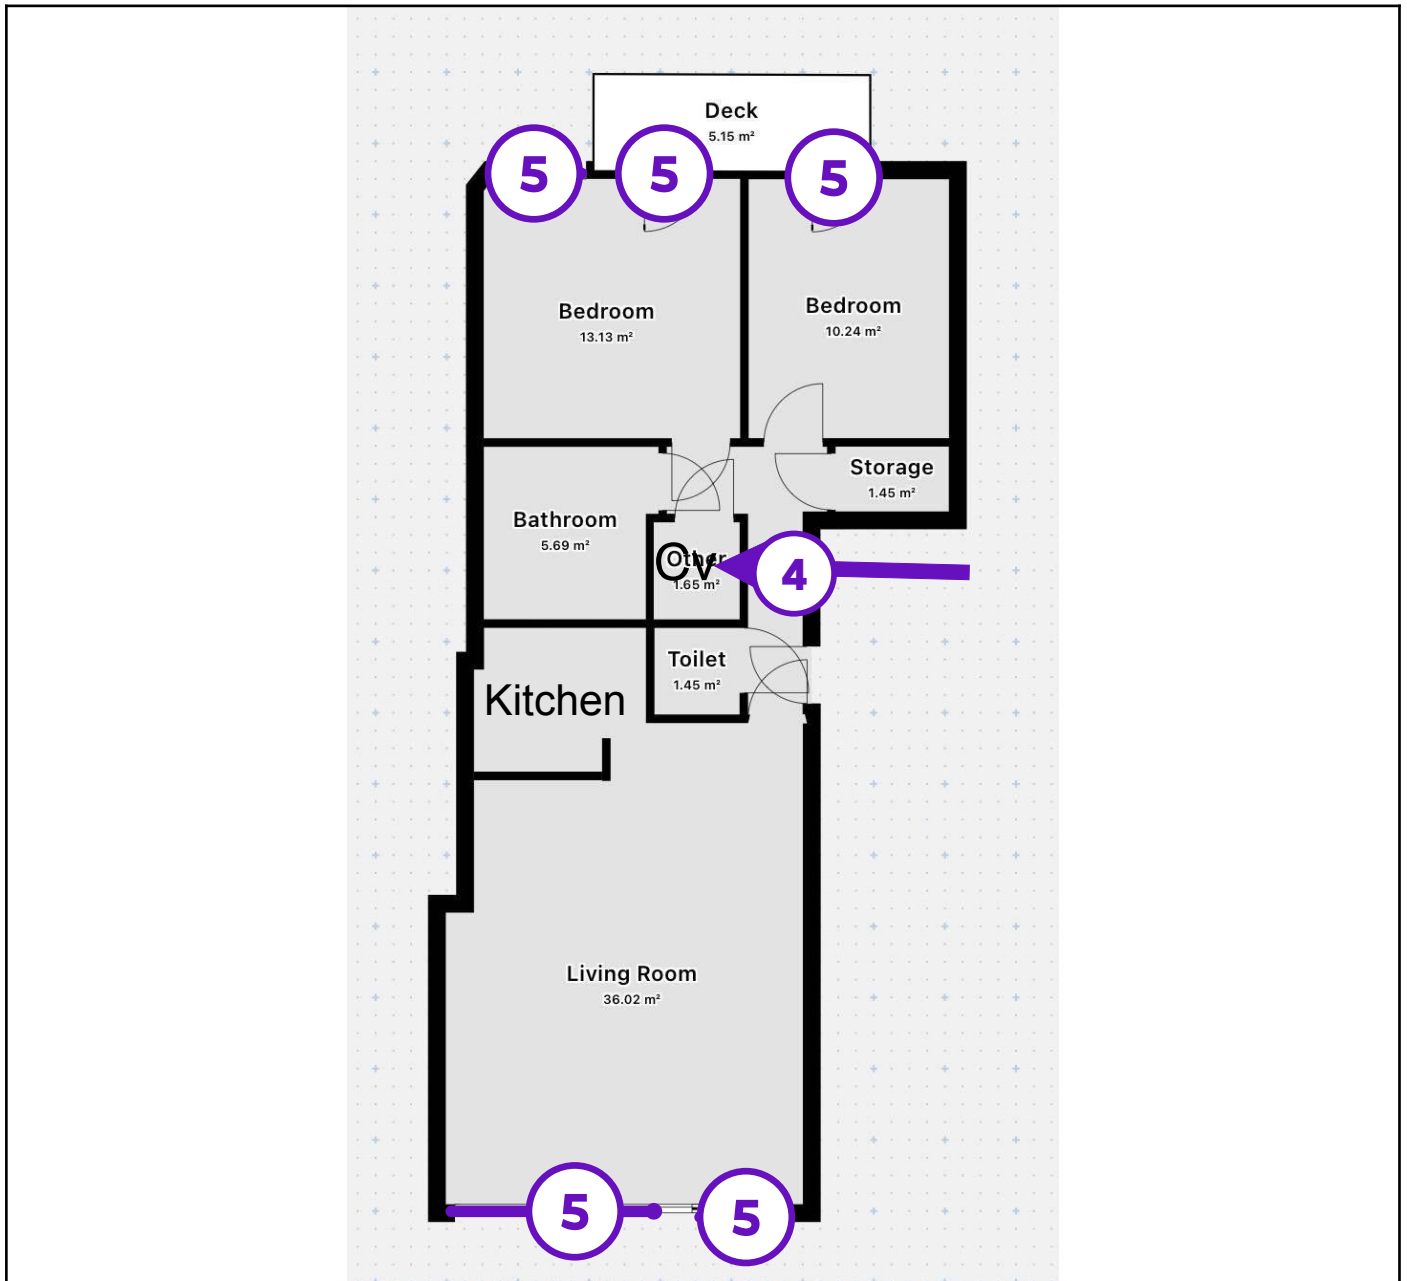 Deck
5.15 m²
5
5
5
Bedroom
13.13 m²
Bedroom
10.24 m²
Storage
1.45 m²
Bathroom
5.69 m²
Other
Cv
1.65 m²
4
Toilet
1.45 m²
Kitchen
Living Room
36.02 m²
5
5